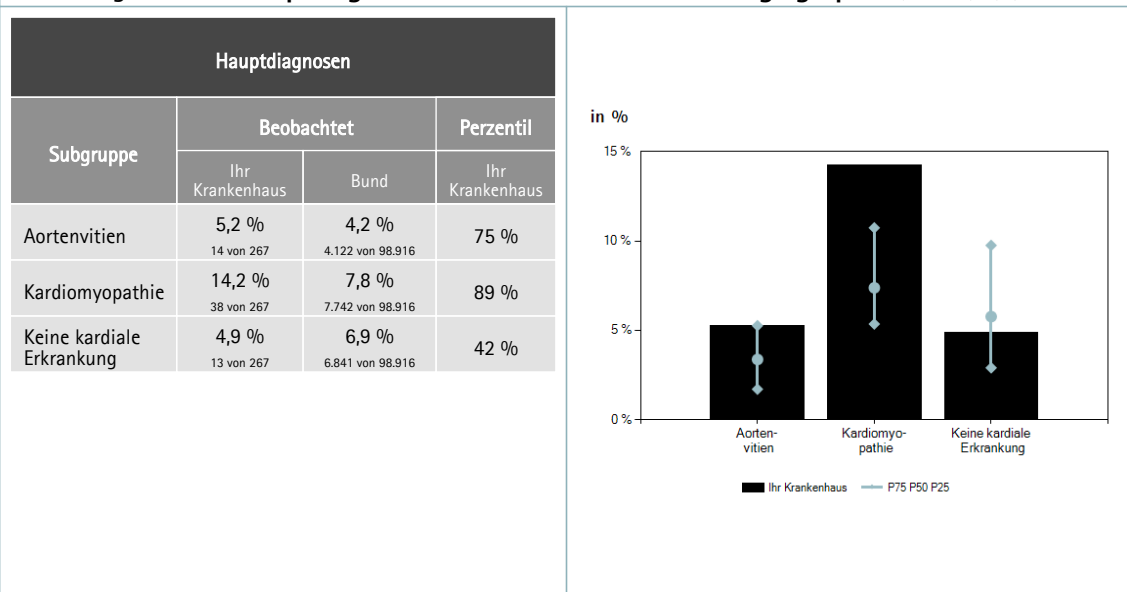 Hauptdiagnosen
Subgruppe
Beobachtet
Perzentil
Ihr
Krankenhaus
Bund
Ihr
Krankenhaus
Aortenvitien
5,2 %
14 von 267
4,2 %
4.122 von 98.916
75 %
Kardiomyopathie
14,2 %
38 von 267
7,8 %
7.742 von 98.916
89 %
Keine kardiale
Erkrankung
4,9 %
13 von 267
6,9 %
6.841 von 98.916
42 %
in %
15 %
10 %
5 %
0 %
Aorten-
vitien
Kardiomyo-
pathie
Keine kardiale
Erkrankung
Ihr Krankenhaus
P75 P50 P25